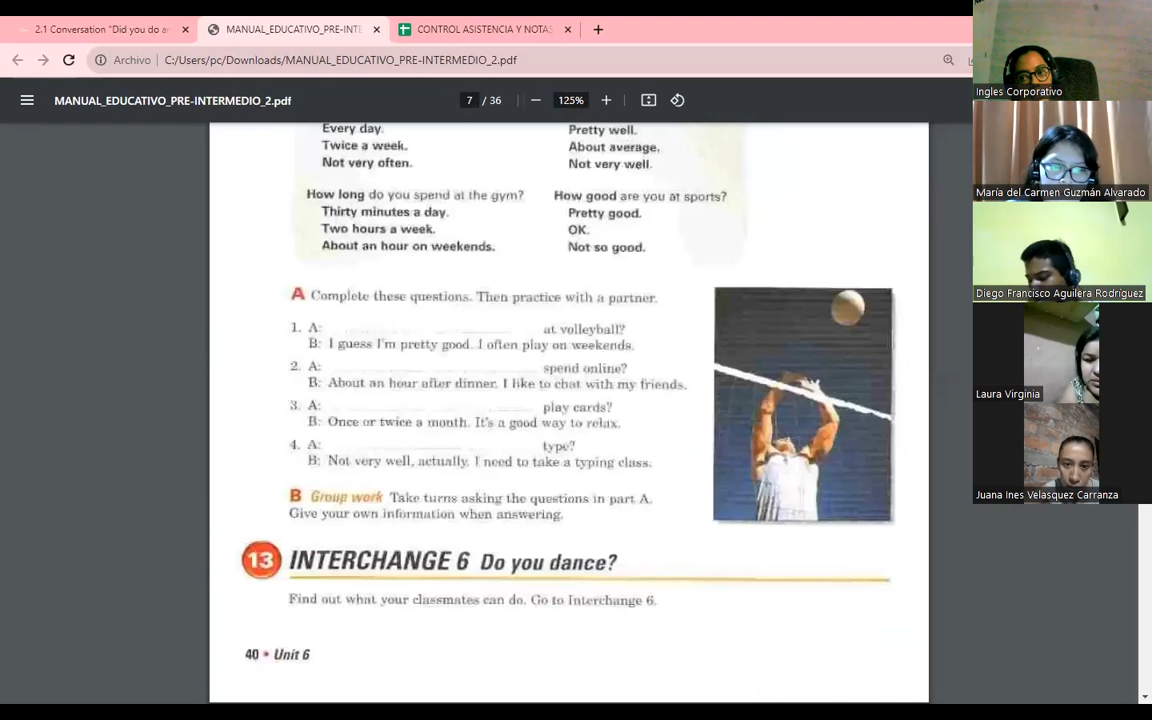 2.1 Conversation "Did you do a
MANUAL_EDUCATIVO_PRE-INTE
CONTROL ASISTENCIA Y NOTAS
Archivo
C:/Users/pc/Downloads/MANUAL_EDUCATIVO_PRE-INTERMEDIO_2.pdf
MANUAL_EDUCATIVO_PRE-INTERMEDIO_2.pdf
7 / 36
125%
Every day.
Twice a week.
Not very often.
Pretty well.
About average.
Not very well.
How long do you spend at the gym?
Thirty minutes a day.
Two hours a week.
About an hour on weekends.
How good are you at sports?
Pretty good.
OK.
Not so good.
A Complete these questions. Then practice with a partner.
1. A: at volleyball?
B: I guess I'm pretty good. I often play on weekends.
2. A: spend online?
B: About an hour after dinner. I like to chat with my friends.
3. A: play cards?
B: Once or twice a month. It's a good way to relax.
4. A: type?
B: Not very well, actually. I need to take a typing class.
B Group work Take turns asking the questions in part A.
Give your own information when answering.
13 INTERCHANGE 6 Do you dance?
Find out what your classmates can do. Go to Interchange 6.
40 • Unit 6
Ingles Corporativo
María del Carmen Guzmán Alvarado
Diego Francisco Aguilera Rodríguez
Laura Virginia
Juana Ines Velasquez Carranza